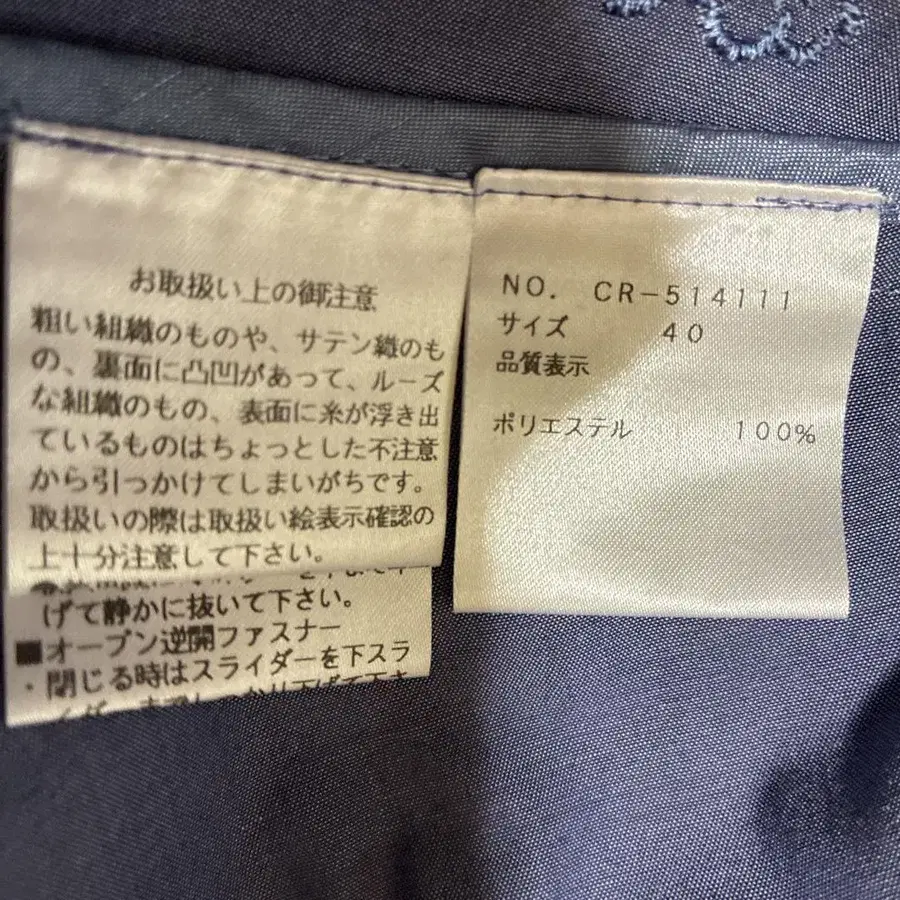 お取扱い上の御注意
粗い組織のものや、サテン織のも
の、裏面に凸凹があって、ルーズ
な組織のもの、表面に糸が浮き出
ているものはちょっとした不注意
から引っかけてしまいがちです。
取扱いの際は取扱い絵表示確認の
上十分注意して下さい。
げて静かに抜いて下さい。
■オープン逆開ファスナー
・閉じる時はスライダーを下スラ
NO. CR-514111
サイズ 40
品質表示
ポリエステル 100%